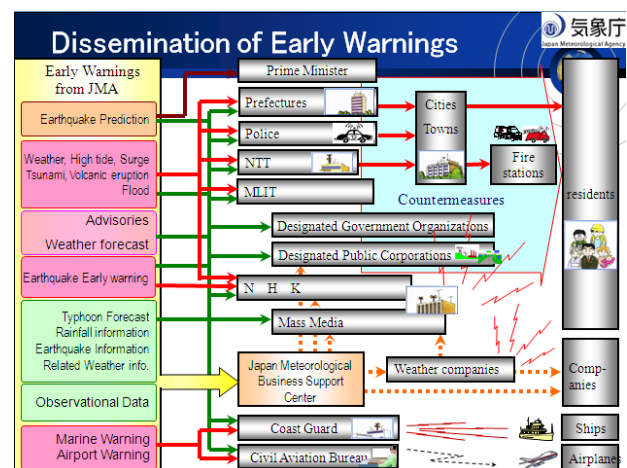 Dissemination of Early Warnings
気象庁
Japan Meteorological Agency
Early Warnings
from JMA
Earthquake Prediction
Weather, High tide, Surge
Tsunami, Volcanic eruption
Flood
Advisories
Weather forecast
Earthquake Early warning
Typhoon Forecast
Rainfall information
Earthquake Information
Related Weather info.
Observational Data
Marine Warning
Airport Warning
Prime Minister
Prefectures
Police
NTT
MLIT
Designated Government Organizations
Designated Public Corporations
N H K
Mass Media
Japan Meteorological
Business Support
Center
Weather companies
Coast Guard
Civil Aviation Bureau
Cities
Towns
Fire
stations
Countermeasures
residents
Comp-
anies
Ships
Airplanes